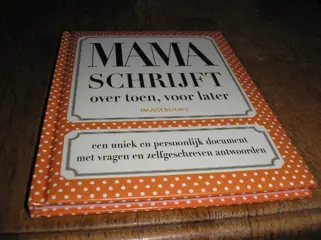 MAMA
SCHRIJFT
over toen, voor later
IMAGEBOOKS
een uniek en persoonlijk document
met vragen en zelfgeschreven antwoorden